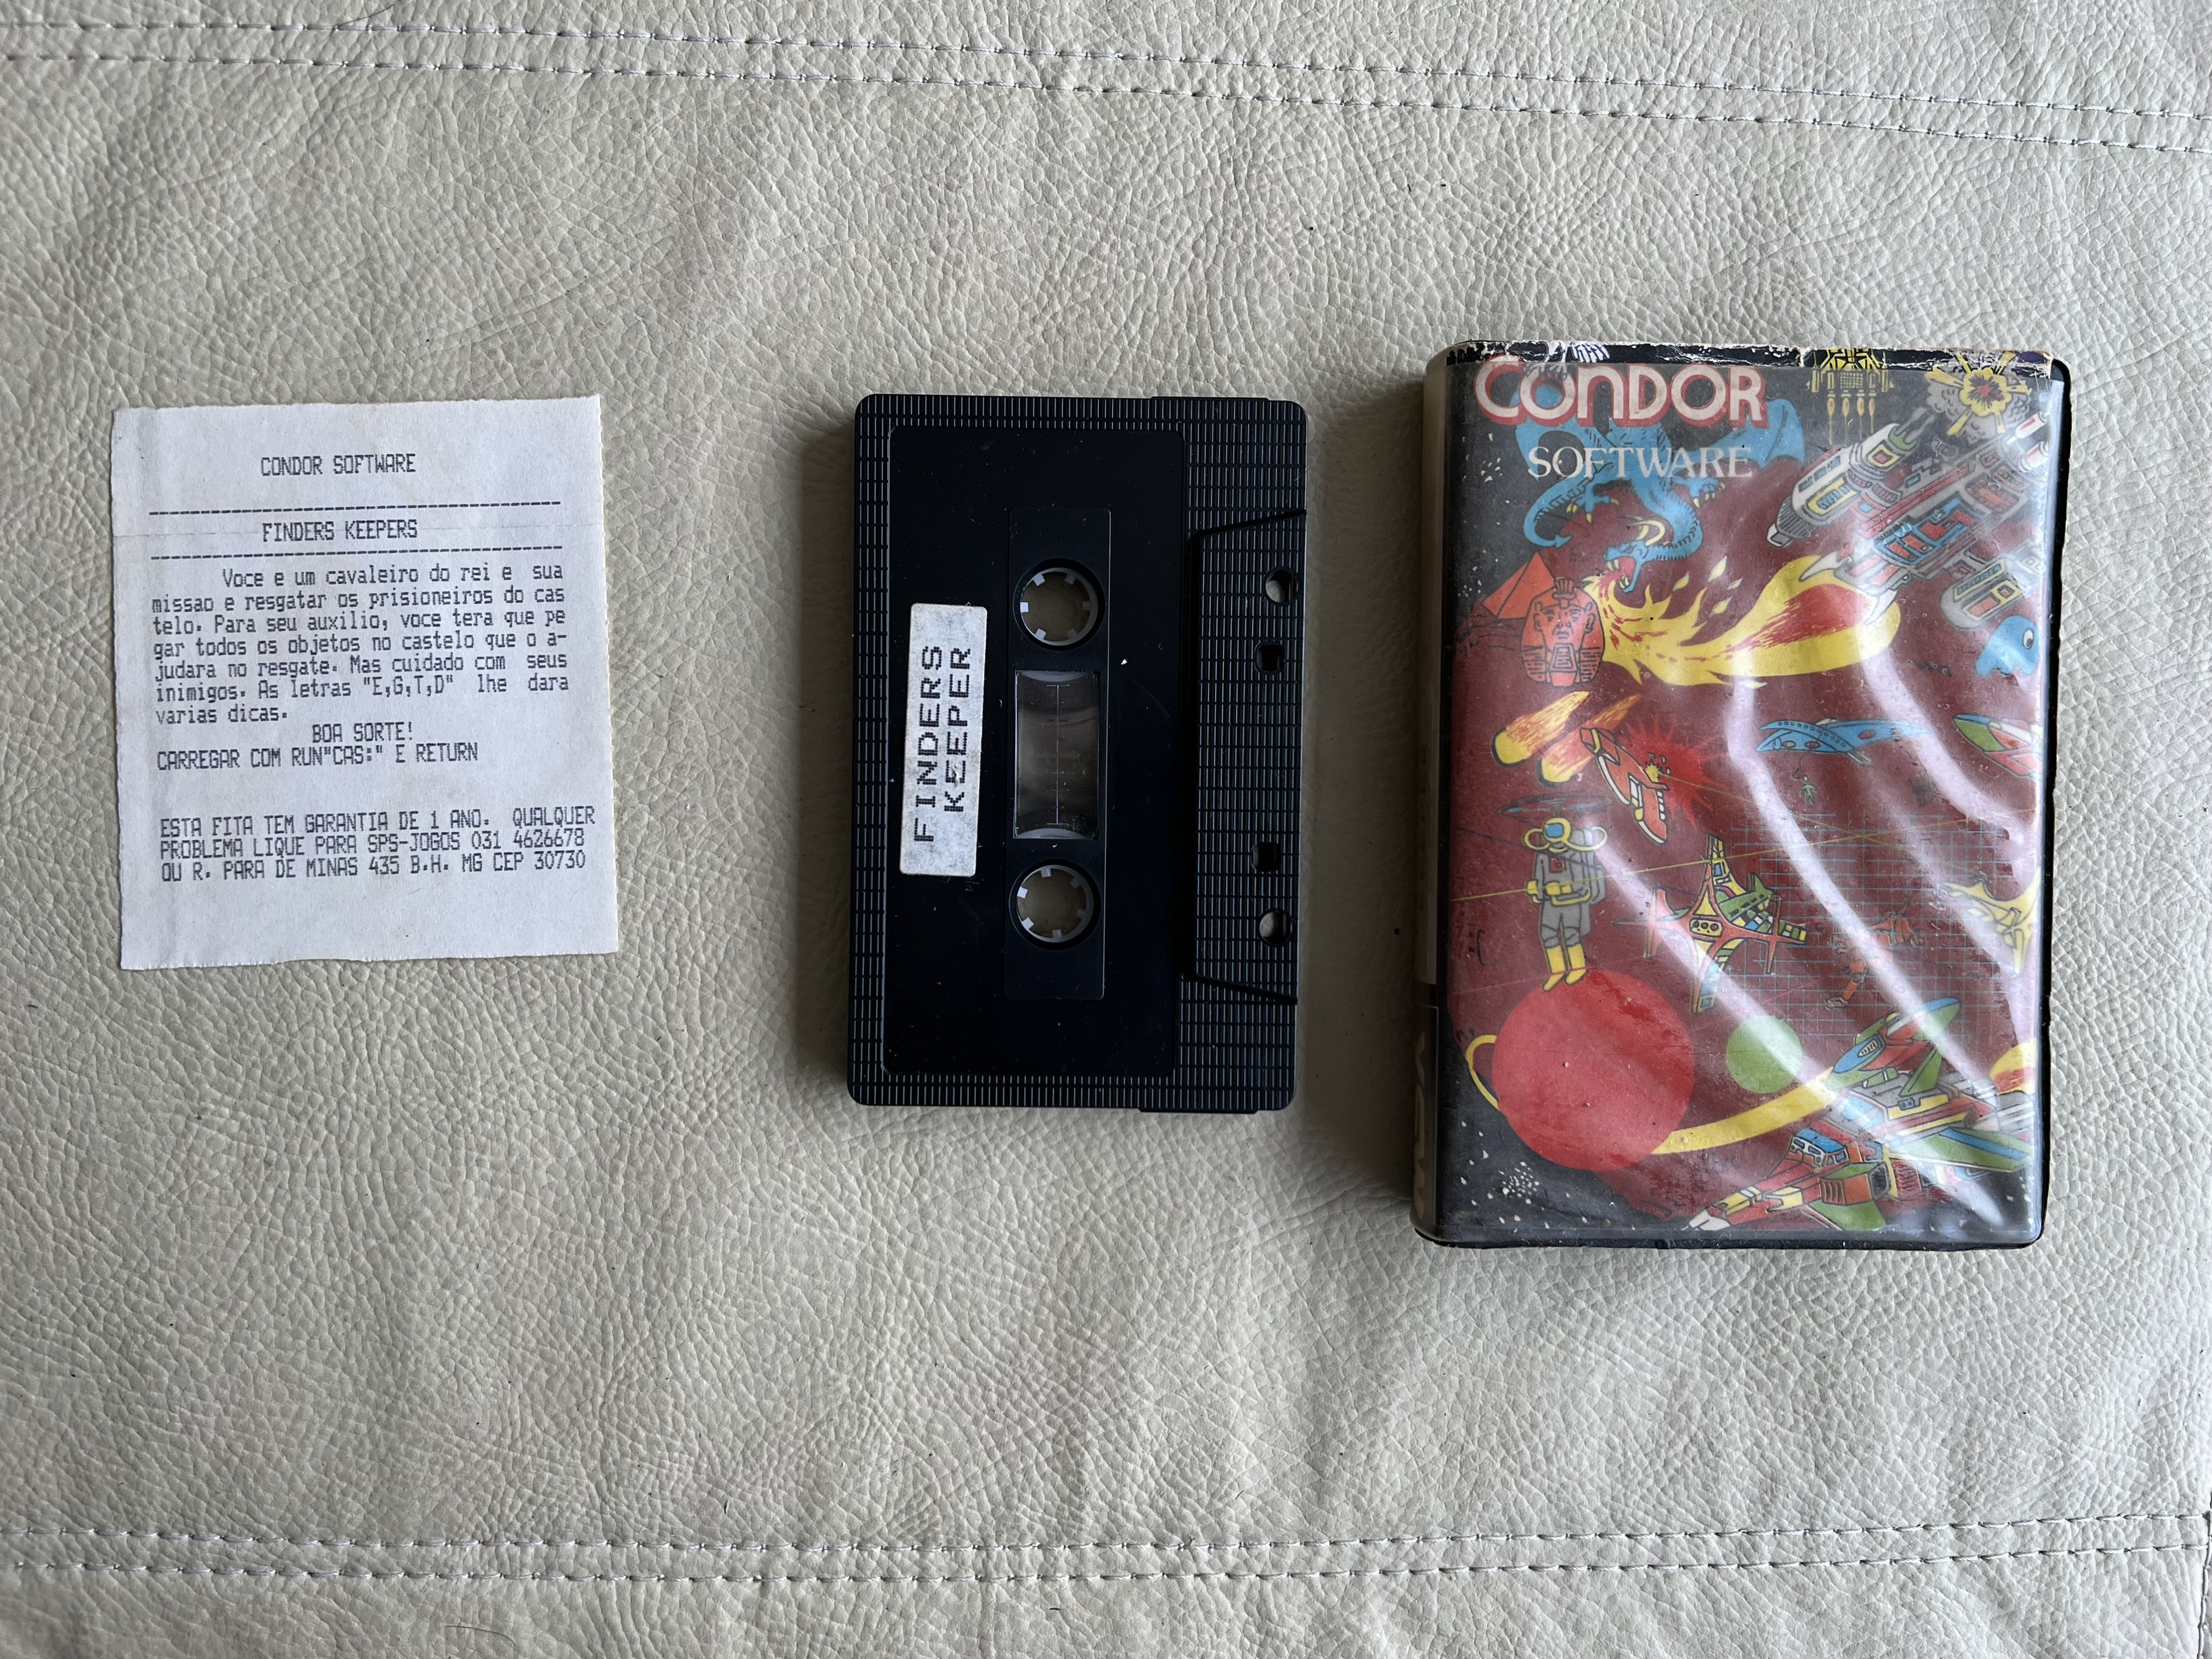 CONDOR SOFTWARE
FINDERS KEEPERS
Voce e um cavaleiro do rei e sua
missao e resgatar os prisioneiros do cas
telo. Para seu auxilio, voce tera que pe
gar todos os objetos no castelo que o a-
judara no resgate. Mas cuidado com seus
inimigos. As letras "E,G,T,D" lhe dara
varias dicas.
BOA SORTE!
CARREGAR COM RUN"CAS:" E RETURN
ESTA FITA TEM GARANTIA DE 1 ANO. QUALQUER
PROBLEMA LIQUE PARA SPS-JOGOS 031 4626678
OU R. PARA DE MINAS 435 B.H. MG CEP 30730
FINDERS
KEEPER
CONDOR
SOFTWARE